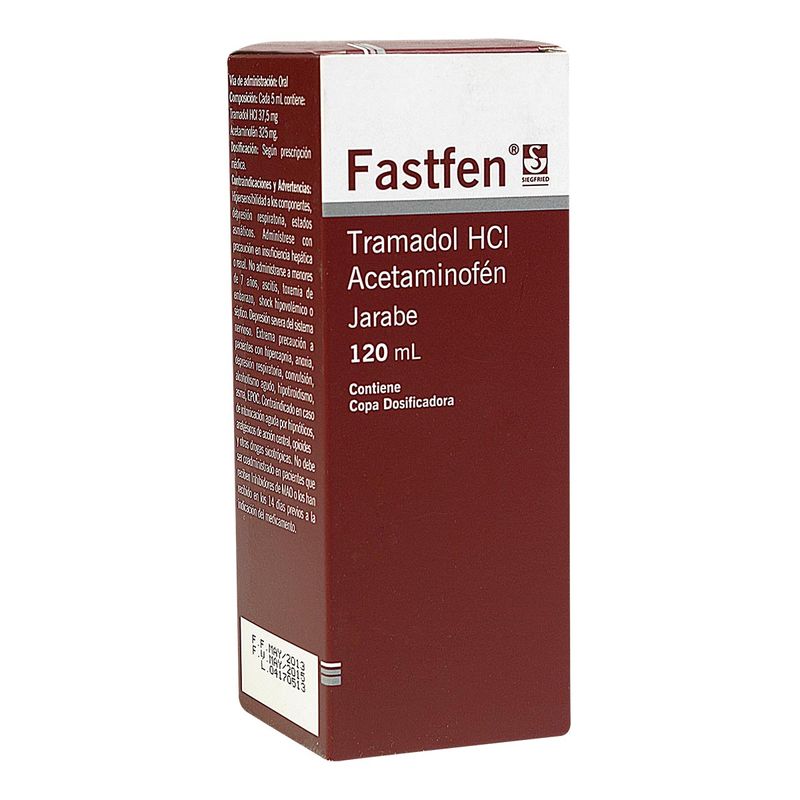 Vía de administración: Oral
Composición: Cada 5 mL contiene:
Tramadol HCl 37,5 mg
Acetaminofén 325 mg.
Dosificación: Según prescripción
médica.
Contraindicaciones y Advertencias:
Hipersensibilidad a los componentes,
depresión respiratoria, estados
asmáticos. Adminístrese con
precaución en insuficiencia hepática
o renal. No administrarse a menores
de 7 años, ascitis, toxemia de
embarazo, shock hipovolémico o
séptico. Depresión severa del sistema
nervioso. Extrema precaución a
pacientes con hipercapnia, anoxia,
depresión respiratoria, convulsión,
alcoholismo agudo, hipotiroidismo,
asma, EPOC. Contraindicado en caso
de intoxicación aguda por hipnóticos,
analgésicos de acción central, opioides
y otras drogas sicotrópicas. No debe
ser coadministrado en pacientes que
reciben Inhibidores de MAO o los han
recibido en los 14 días previos a la
indicación del medicamento.
F.F.MAY/2013
F.V.MAY/2015
L.04170513
Fastfen®
SIEGFRIED
Tramadol HCl
Acetaminofén
Jarabe
120 mL
Contiene
Copa Dosificadora